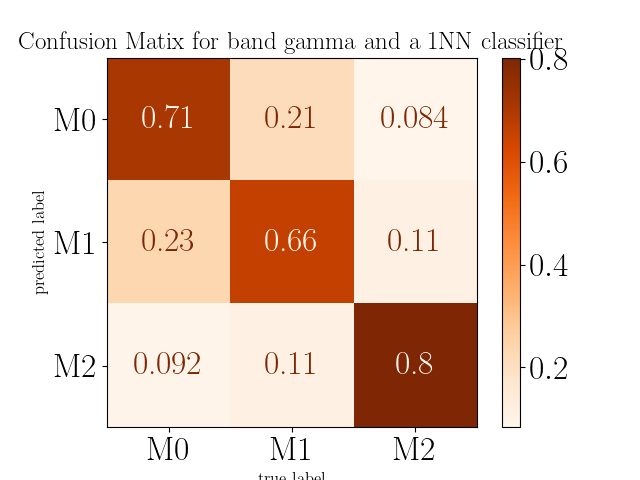 Confusion Matix for band gamma and a 1NN classifier
0.8
M0 0.71 0.21 0.084
0.6
predicted label
M1 0.23 0.66 0.11
0.4
M2 0.092 0.11 0.8
0.2
M0 M1 M2
true label